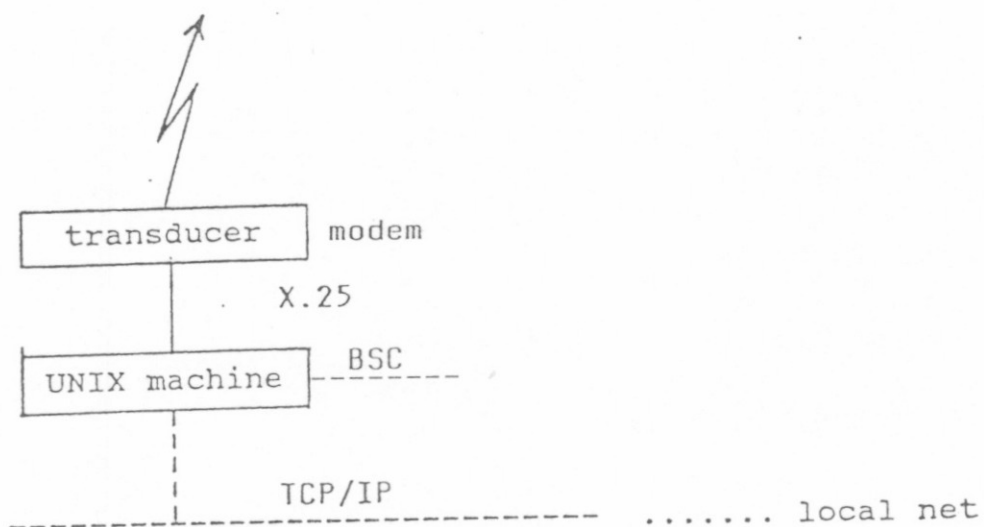 transducer modem
X.25
BSC
UNIX machine
TCP/IP
....... local net